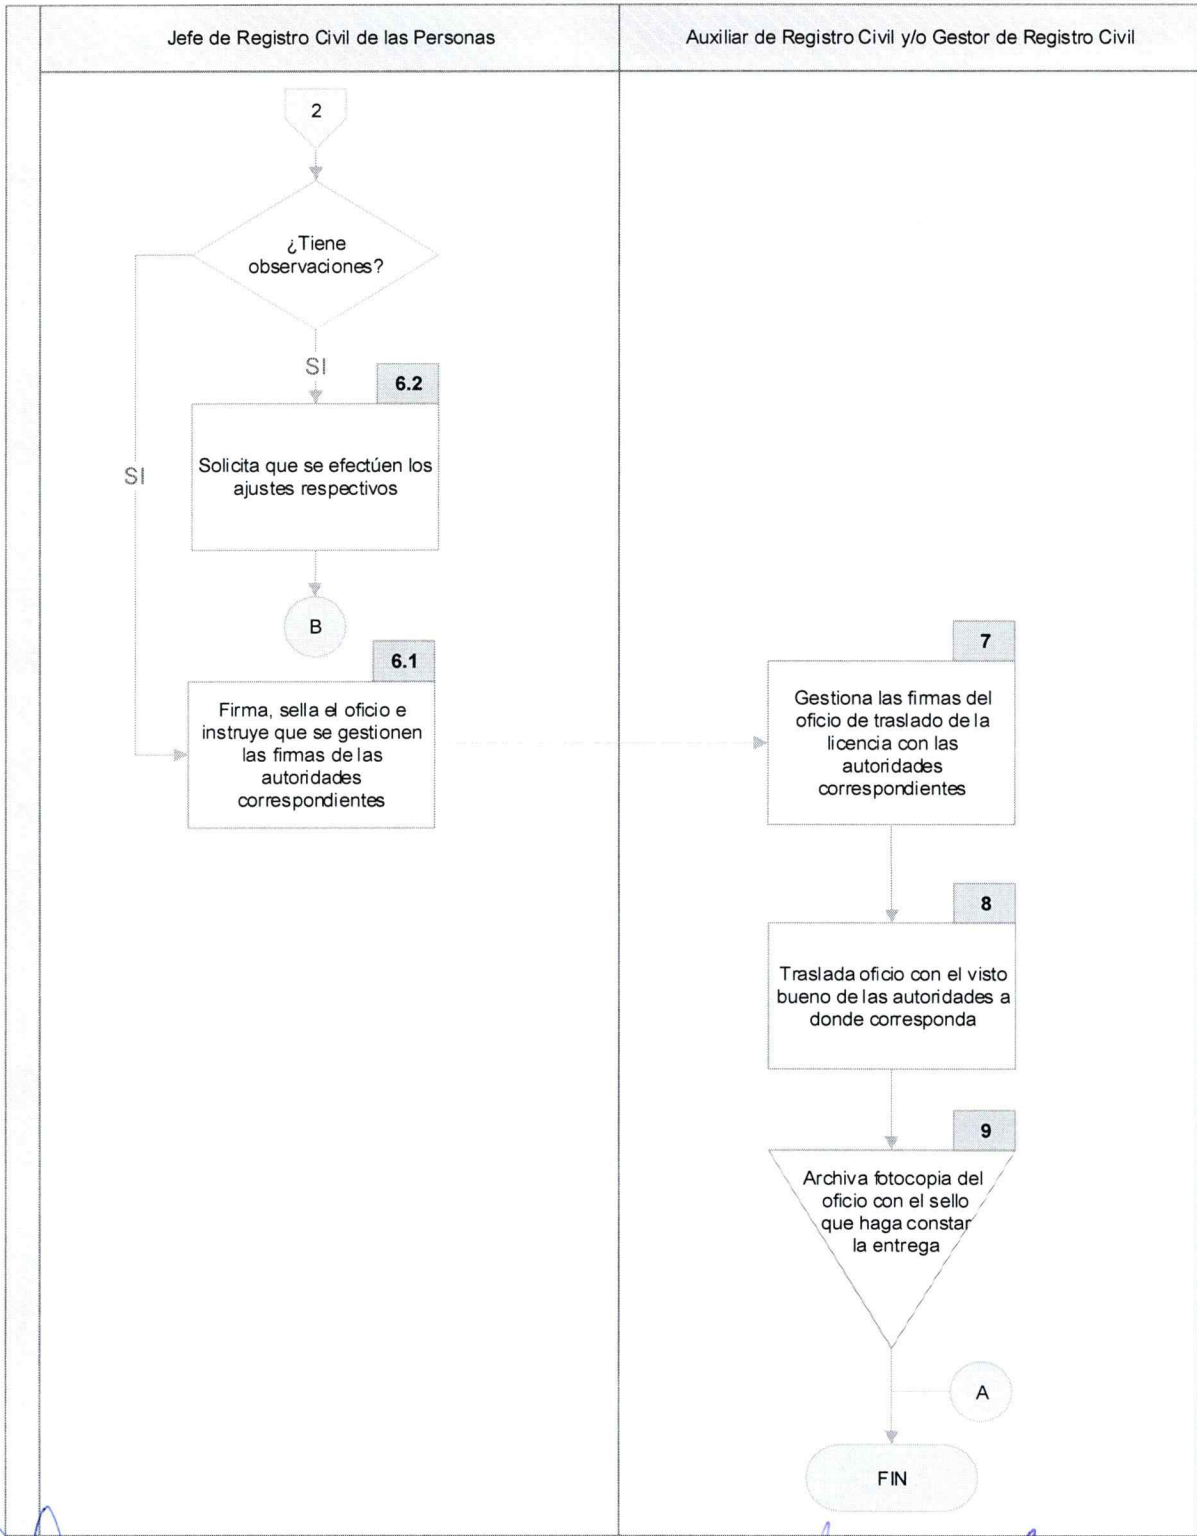 Jefe de Registro Civil de las Personas
Auxiliar de Registro Civil y/o Gestor de Registro Civil
2
¿Tiene
observaciones?
SI
6.2
SI
Solicita que se efectúen los
ajustes respectivos
B
6.1
Firma, sella el oficio e
instruye que se gestionen
las firmas de las
autoridades
correspondientes
7
Gestiona las firmas del
oficio de traslado de la
licencia con las
autoridades
correspondientes
8
Traslada oficio con el visto
bueno de las autoridades a
donde corresponda
9
Archiva fotocopia del
oficio con el sello
que haga constar
la entrega
A
FIN